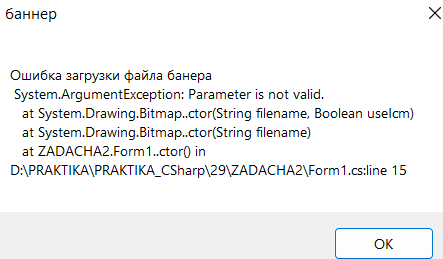 баннер
Ошибка загрузки файла банера
System.ArgumentException: Parameter is not valid.
at System.Drawing.Bitmap..ctor(String filename, Boolean useIcm)
at System.Drawing.Bitmap..ctor(String filename)
at ZADACHA2.Form1..ctor() in
D:\PRAKTIKA\PRAKTIKA_CSharp\29\ZADACHA2\Form1.cs:line 15
OK